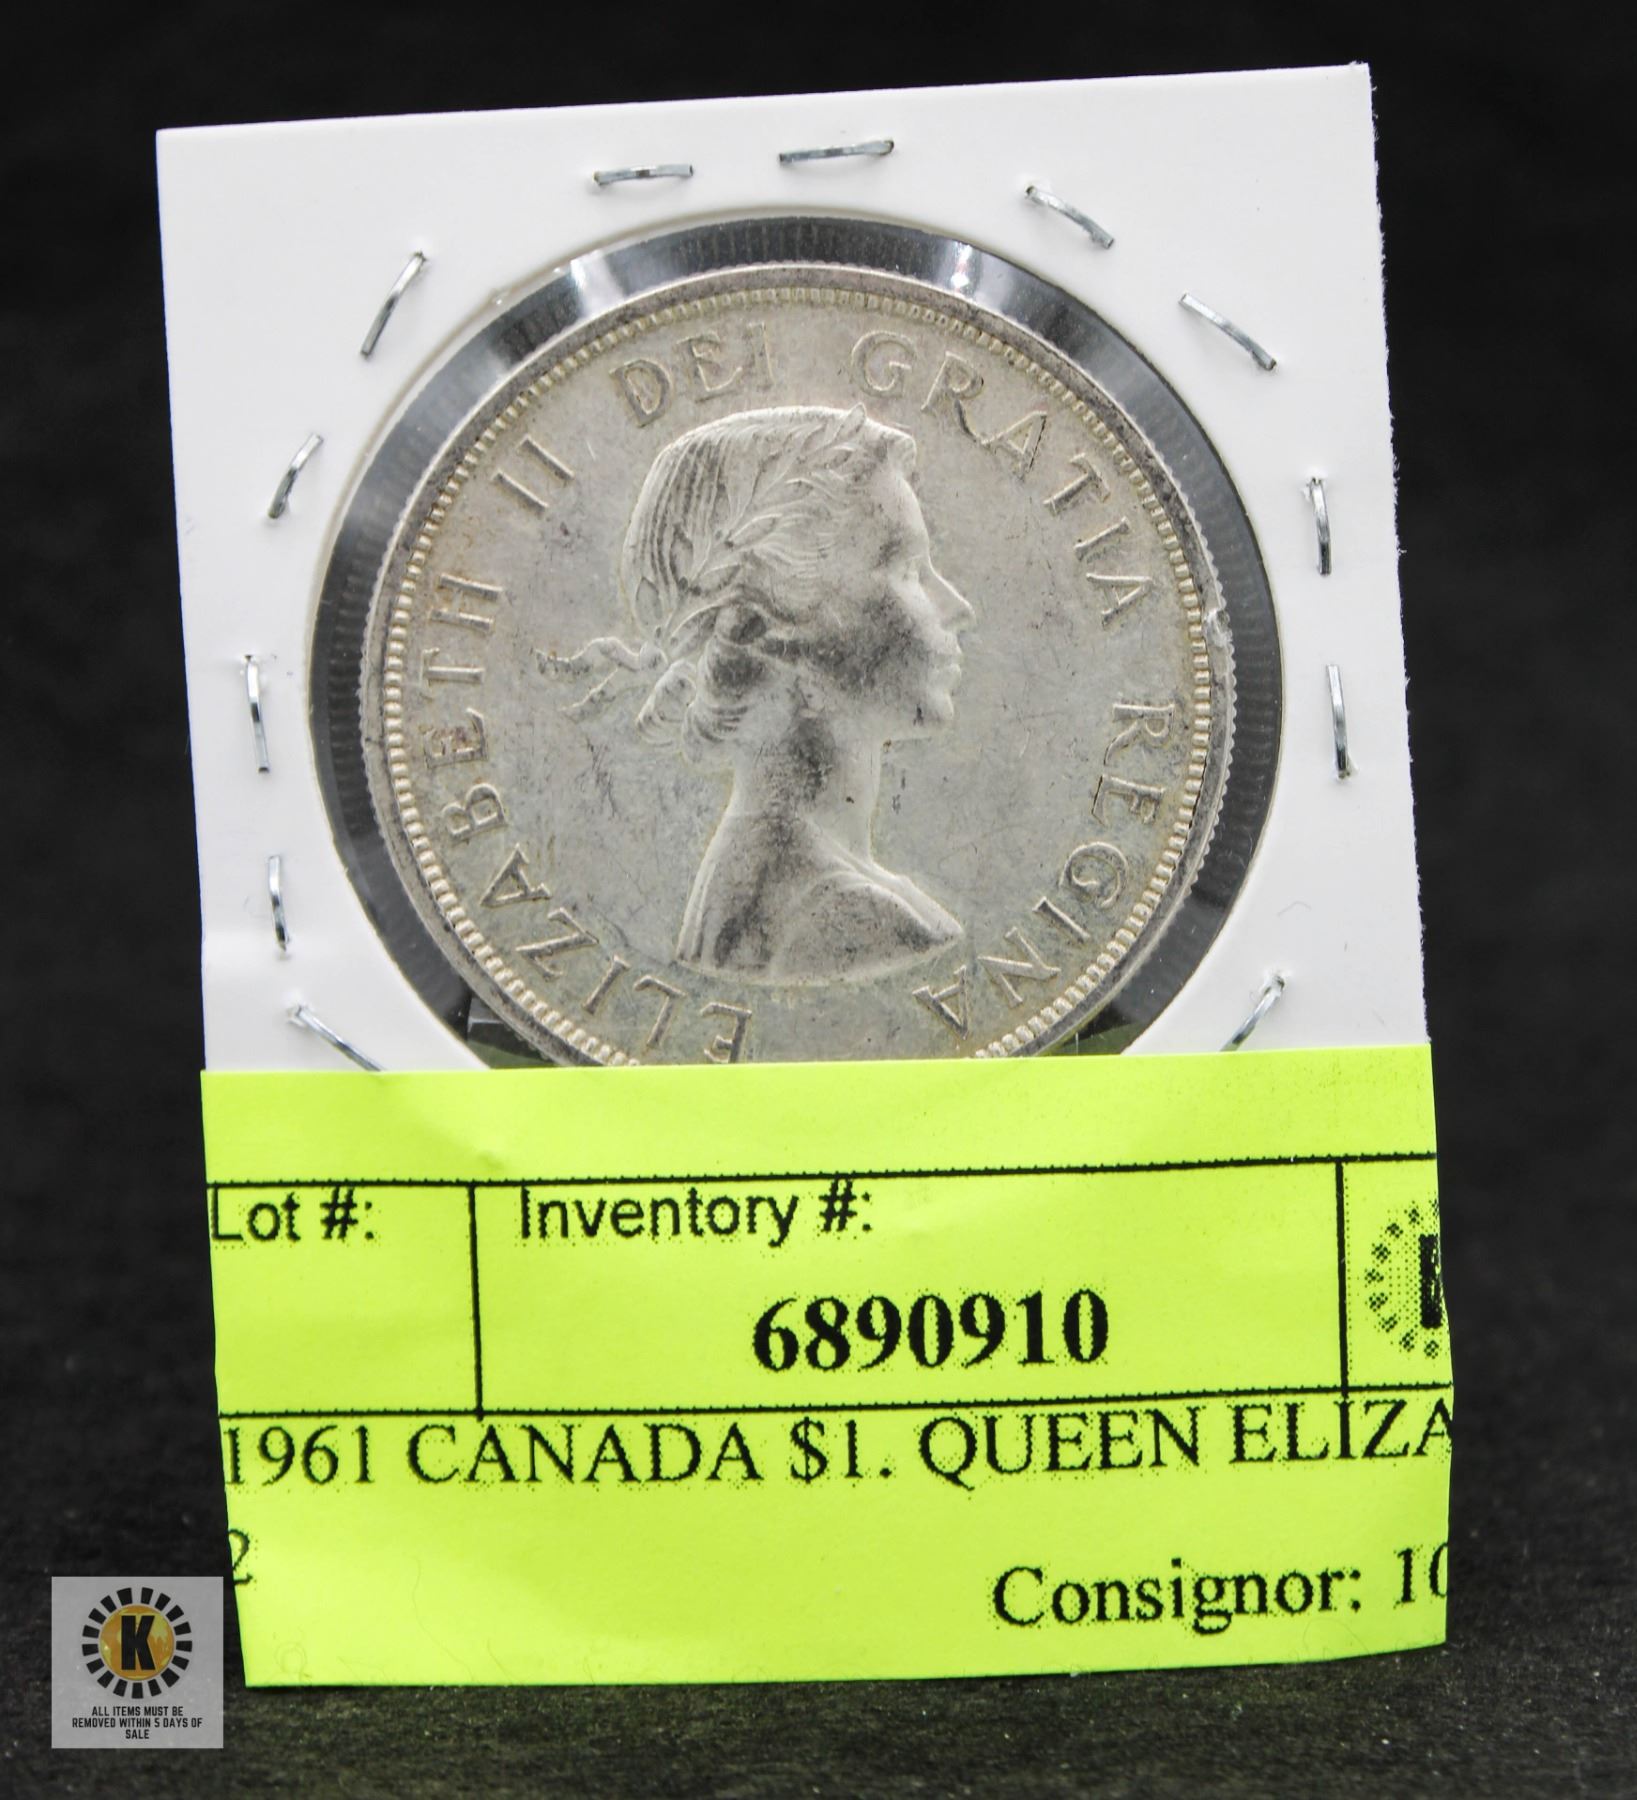 ELIZABETH II DEI GRATIA REGINA
Lot #: Inventory #:
6890910
1961 CANADA $1. QUEEN ELIZA
2
Consignor: 10
K
ALL ITEMS MUST BE
REMOVED WITHIN 5 DAYS OF
SALE